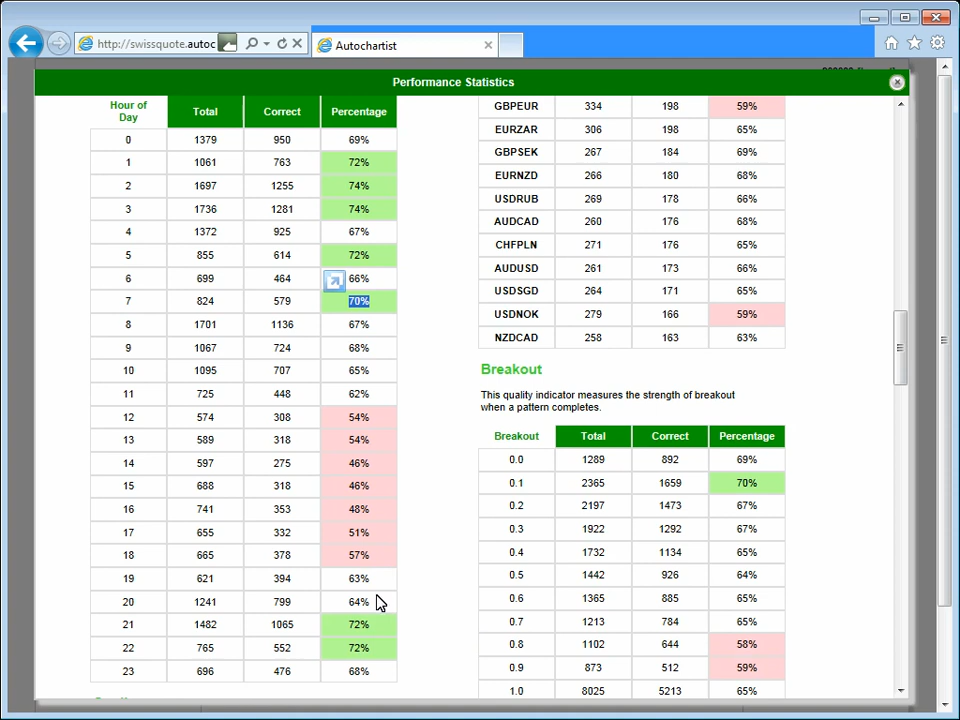 http://swissquote.autoc
Autochartist
Performance Statistics
Hour of Day Total Correct Percentage
0 1379 950 69%
1 1061 763 72%
2 1697 1255 74%
3 1736 1281 74%
4 1372 925 67%
5 855 614 72%
6 699 464 66%
7 824 579 70%
8 1701 1136 67%
9 1067 724 68%
10 1095 707 65%
11 725 448 62%
12 574 308 54%
13 589 318 54%
14 597 275 46%
15 688 318 46%
16 741 353 48%
17 655 332 51%
18 665 378 57%
19 621 394 63%
20 1241 799 64%
21 1482 1065 72%
22 765 552 72%
23 696 476 68%
GBPEUR 334 198 59%
EURZAR 306 198 65%
GBPSEK 267 184 69%
EURNZD 266 180 68%
USDRUB 269 178 66%
AUDCAD 260 176 68%
CHFPLN 271 176 65%
AUDUSD 261 173 66%
USDSGD 264 171 65%
USDNOK 279 166 59%
NZDCAD 258 163 63%
Breakout
This quality indicator measures the strength of breakout
when a pattern completes.
Breakout Total Correct Percentage
0.0 1289 892 69%
0.1 2365 1659 70%
0.2 2197 1473 67%
0.3 1922 1292 67%
0.4 1732 1134 65%
0.5 1442 926 64%
0.6 1365 885 65%
0.7 1213 784 65%
0.8 1102 644 58%
0.9 873 512 59%
1.0 8025 5213 65%